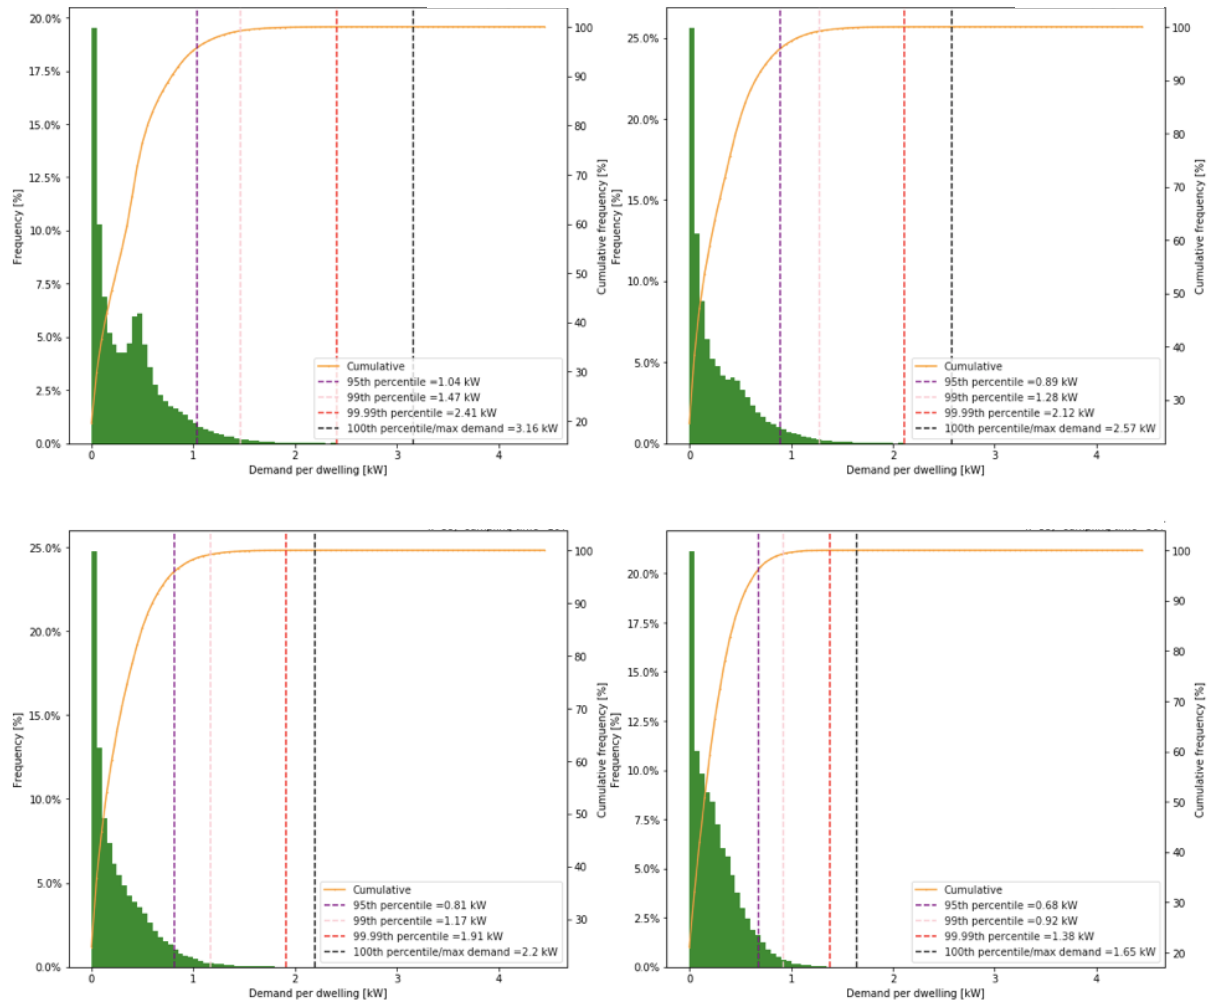 20.0%
17.5%
15.0%
12.5%
10.0%
7.5%
5.0%
2.5%
0.0%
Frequency [%]
100
90
80
70
60
50
40
30
20
Cumulative frequency [%]
0 1 2 3 4
Demand per dwelling [kW]
Cumulative
95th percentile =1.04 kW
99th percentile =1.47 kW
99.99th percentile =2.41 kW
100th percentile/max demand =3.16 kW
25.0%
20.0%
15.0%
10.0%
5.0%
0.0%
Frequency [%]
100
90
80
70
60
50
40
30
Cumulative frequency [%]
0 1 2 3 4
Demand per dwelling [kW]
Cumulative
95th percentile =0.89 kW
99th percentile =1.28 kW
99.99th percentile =2.12 kW
100th percentile/max demand =2.57 kW
25.0%
20.0%
15.0%
10.0%
5.0%
0.0%
Frequency [%]
100
90
80
70
60
50
40
30
Cumulative frequency [%]
0 1 2 3 4
Demand per dwelling [kW]
Cumulative
95th percentile =0.81 kW
99th percentile =1.17 kW
99.99th percentile =1.91 kW
100th percentile/max demand =2.2 kW
20.0%
17.5%
15.0%
12.5%
10.0%
7.5%
5.0%
2.5%
0.0%
Frequency [%]
100
90
80
70
60
50
40
30
20
Cumulative frequency [%]
0 1 2 3 4
Demand per dwelling [kW]
Cumulative
95th percentile =0.68 kW
99th percentile =0.92 kW
99.99th percentile =1.38 kW
100th percentile/max demand =1.65 kW